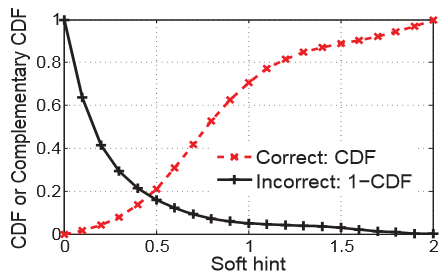 CDF or Complementary CDF
1
0.8
0.6
0.4
0.2
0
0
0.5
1
1.5
2
Correct: CDF
Incorrect: 1−CDF
Soft hint